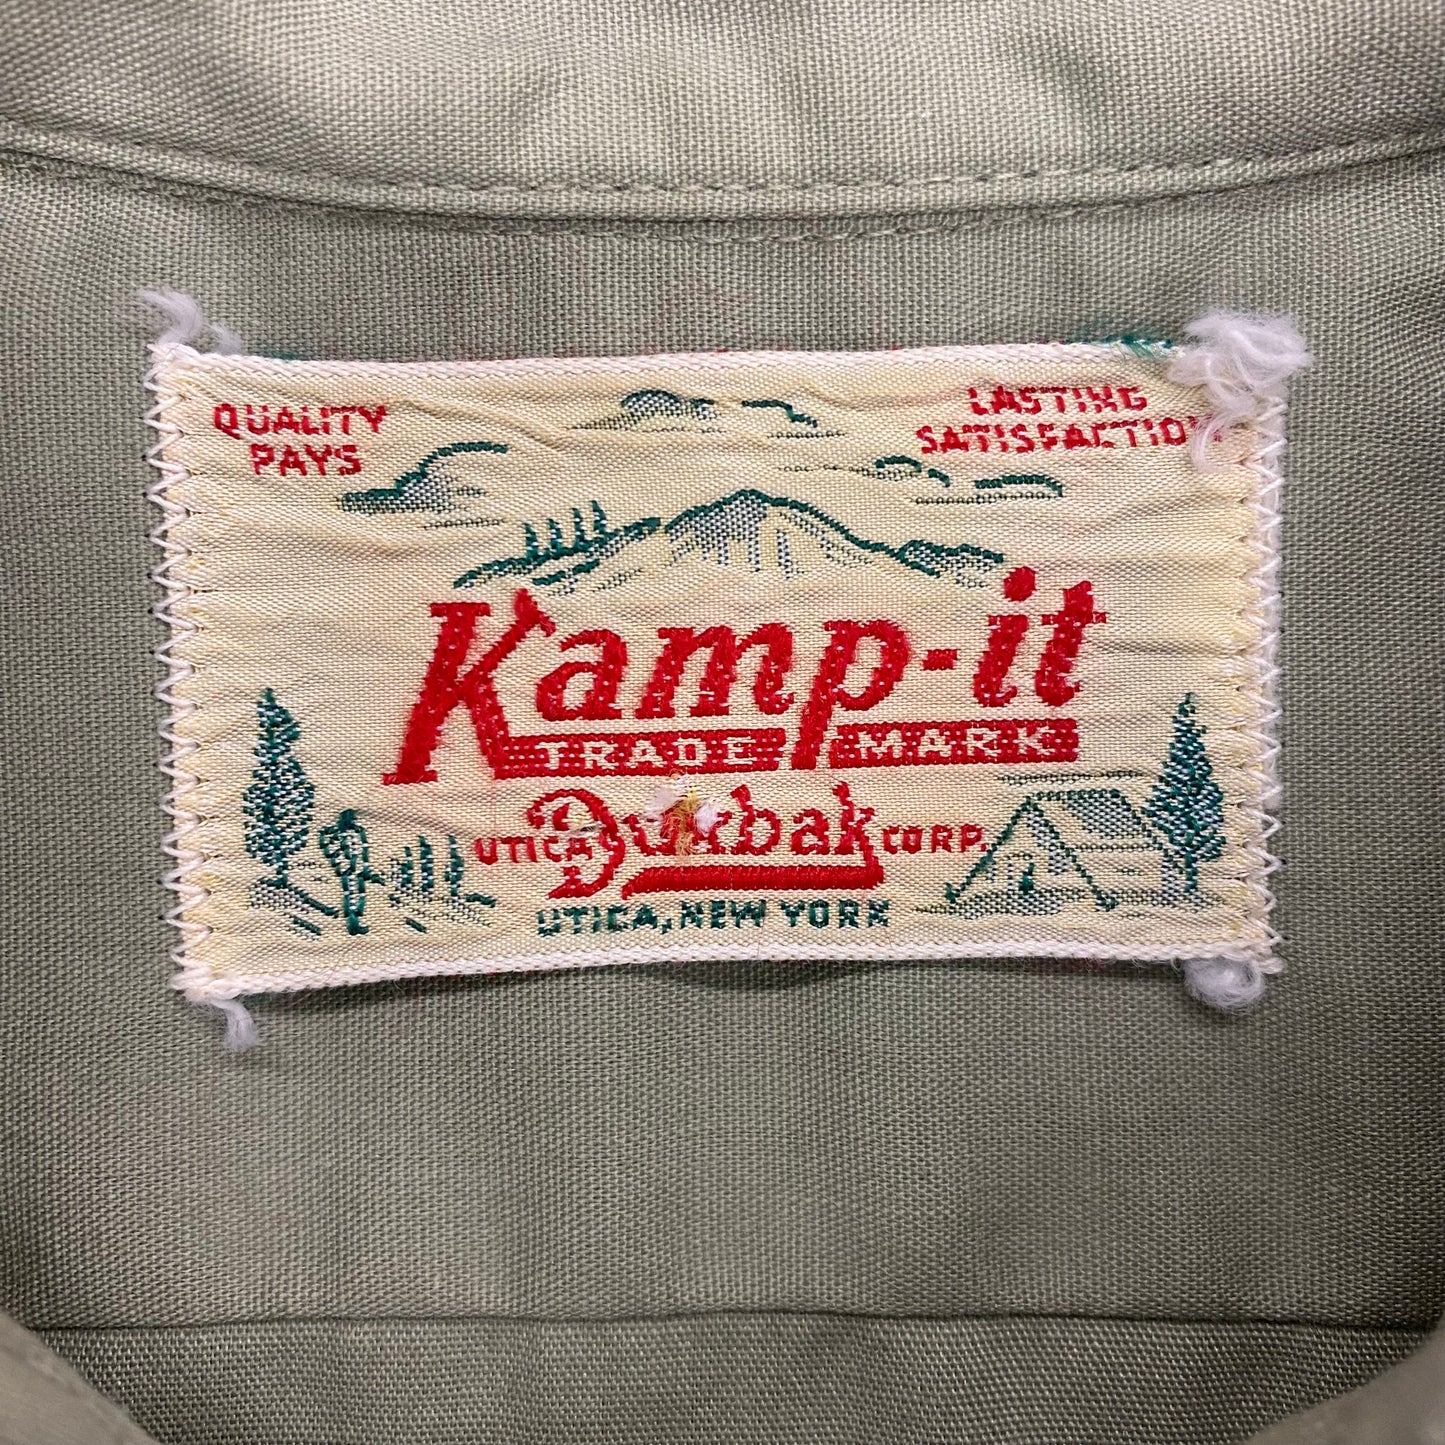 QUALITY
PAYS
LASTING
SATISFACTION
Kamp-it
TRADE MARK
UTICA Duxbak CORP.
UTICA, NEW YORK